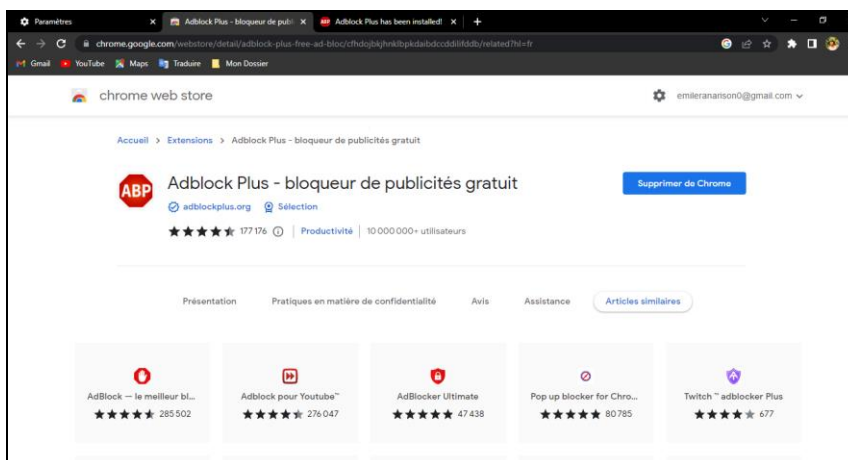 Paramètres
Adblock Plus - bloqueur de publi
Adblock Plus has been installed!
chrome.google.com/webstore/detail/adblock-plus-free-ad-bloc/cfhdojbkjhnklbpkdaibdccddilifddb/related?hl=fr
Gmail YouTube Maps Traduire Mon Dossier
chrome web store
emileranarison0@gmail.com
Accueil > Extensions > Adblock Plus - bloqueur de publicités gratuit
ABP
Adblock Plus - bloqueur de publicités gratuit
Supprimer de Chrome
adblockplus.org Sélection
177 176 Productivité 10 000 000+ utilisateurs
Présentation Pratiques en matière de confidentialité Avis Assistance Articles similaires
AdBlock — le meilleur bl... Adblock pour Youtube™ AdBlocker Ultimate Pop up blocker for Chro... Twitch ™ adblocker Plus
285 502 276 047 47 438 80 785 677